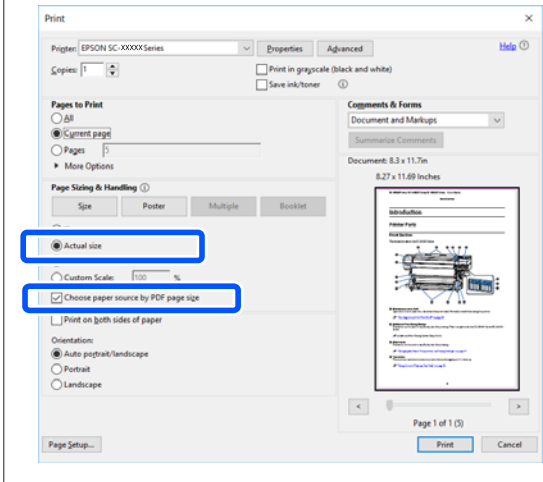 Print
Printer: EPSON SC-XXXXX Series Properties Advanced Help
Copies: 1 Print in grayscale (black and white)
Save ink/toner
Pages to Print Comments & Forms
All Document and Markups
Current page Summarize Comments
Pages 5
More Options Document: 8.3 x 11.7in
8.27 x 11.69 Inches
Page Sizing & Handling
Size Poster Multiple Booklet
Introduction
Printer Parts
Actual size
Custom Scale: 100 %
Choose paper source by PDF page size
Print on both sides of paper
Orientation:
Auto portrait/landscape
Portrait
Landscape
< >
Page 1 of 1 (5)
Page Setup... Print Cancel